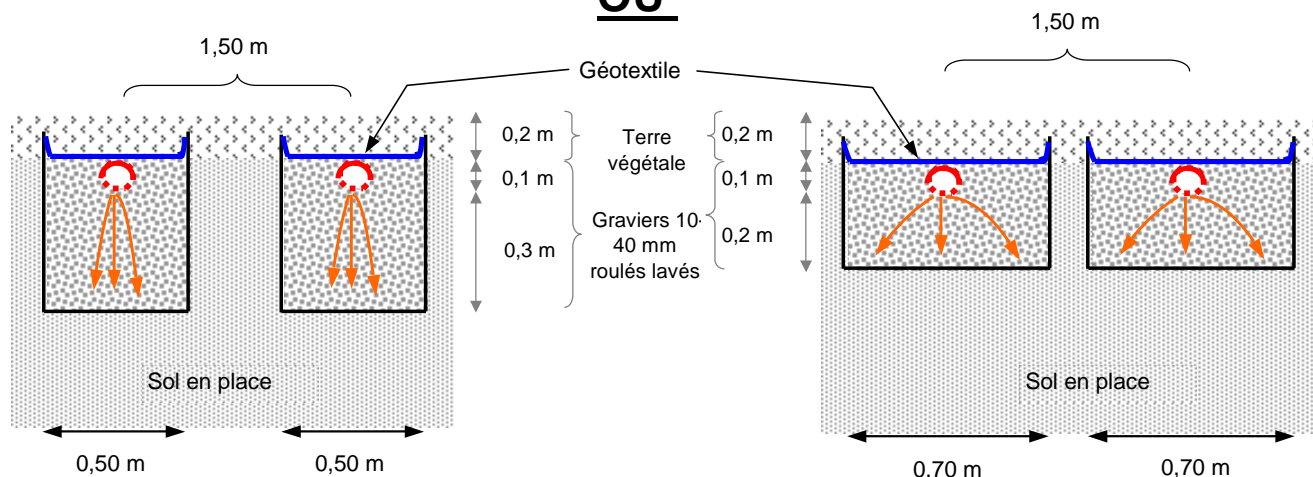 OU
1,50 m
1,50 m
Géotextile
0,2 m
Terre
végétale
0,2 m
0,1 m
0,1 m
0,3 m
Graviers 10-
40 mm
roulés lavés
0,2 m
Sol en place
Sol en place
0,50 m
0,50 m
0,70 m
0,70 m